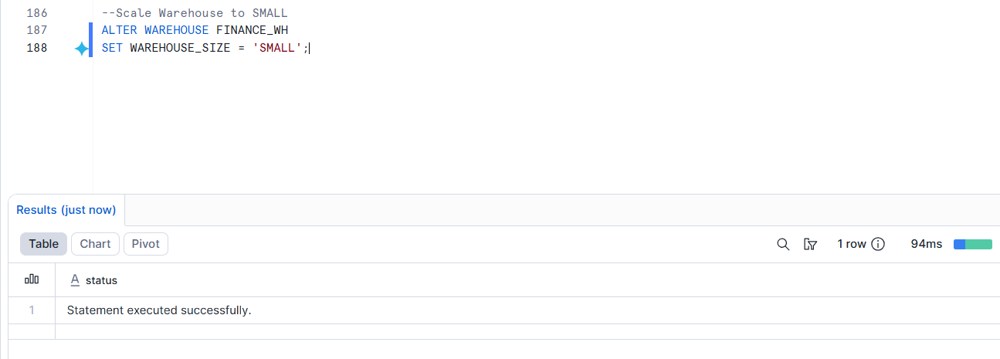 186 --Scale Warehouse to SMALL
187 ALTER WAREHOUSE FINANCE_WH
188 SET WAREHOUSE_SIZE = 'SMALL';
Results (just now)
Table Chart Pivot 1 row 94ms
A status
1 Statement executed successfully.